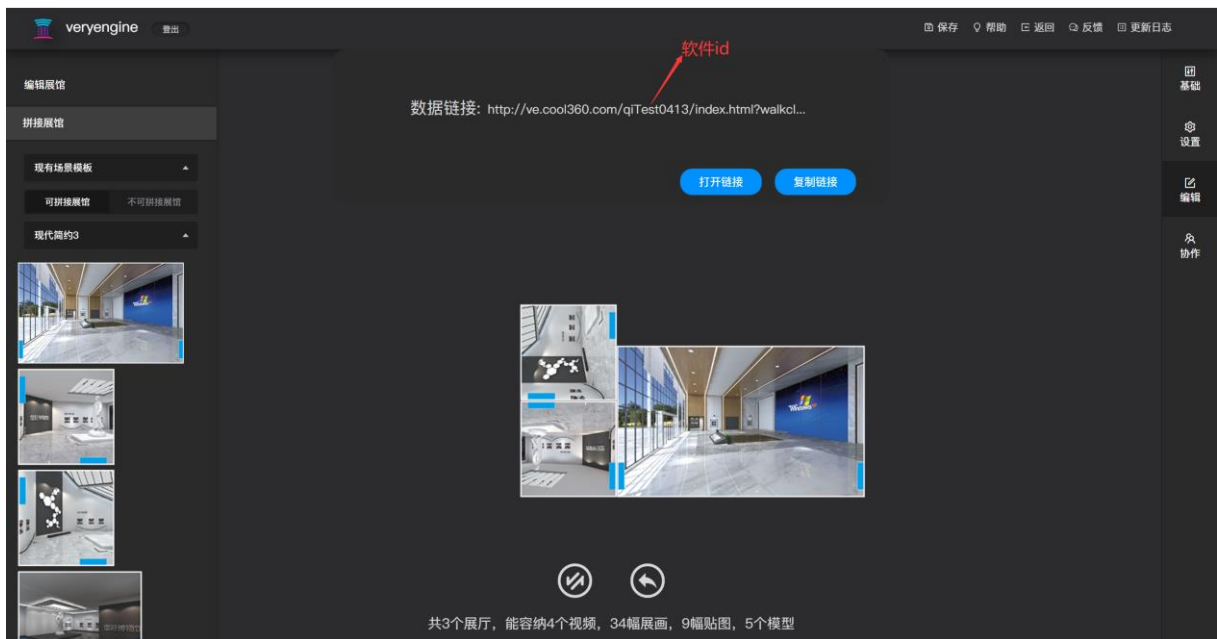 veryengine 登出
保存 帮助 返回 反馈 更新日志
软件id
数据链接: http://ve.cool360.com/qiTest0413/index.html?walkcl...
打开链接 复制链接
编辑展馆
拼接展馆
现有场景模板
可拼接展馆 不可拼接展馆
现代简约3
基础
设置
编辑
协作
共3个展厅，能容纳4个视频，34幅展画，9幅贴图，5个模型